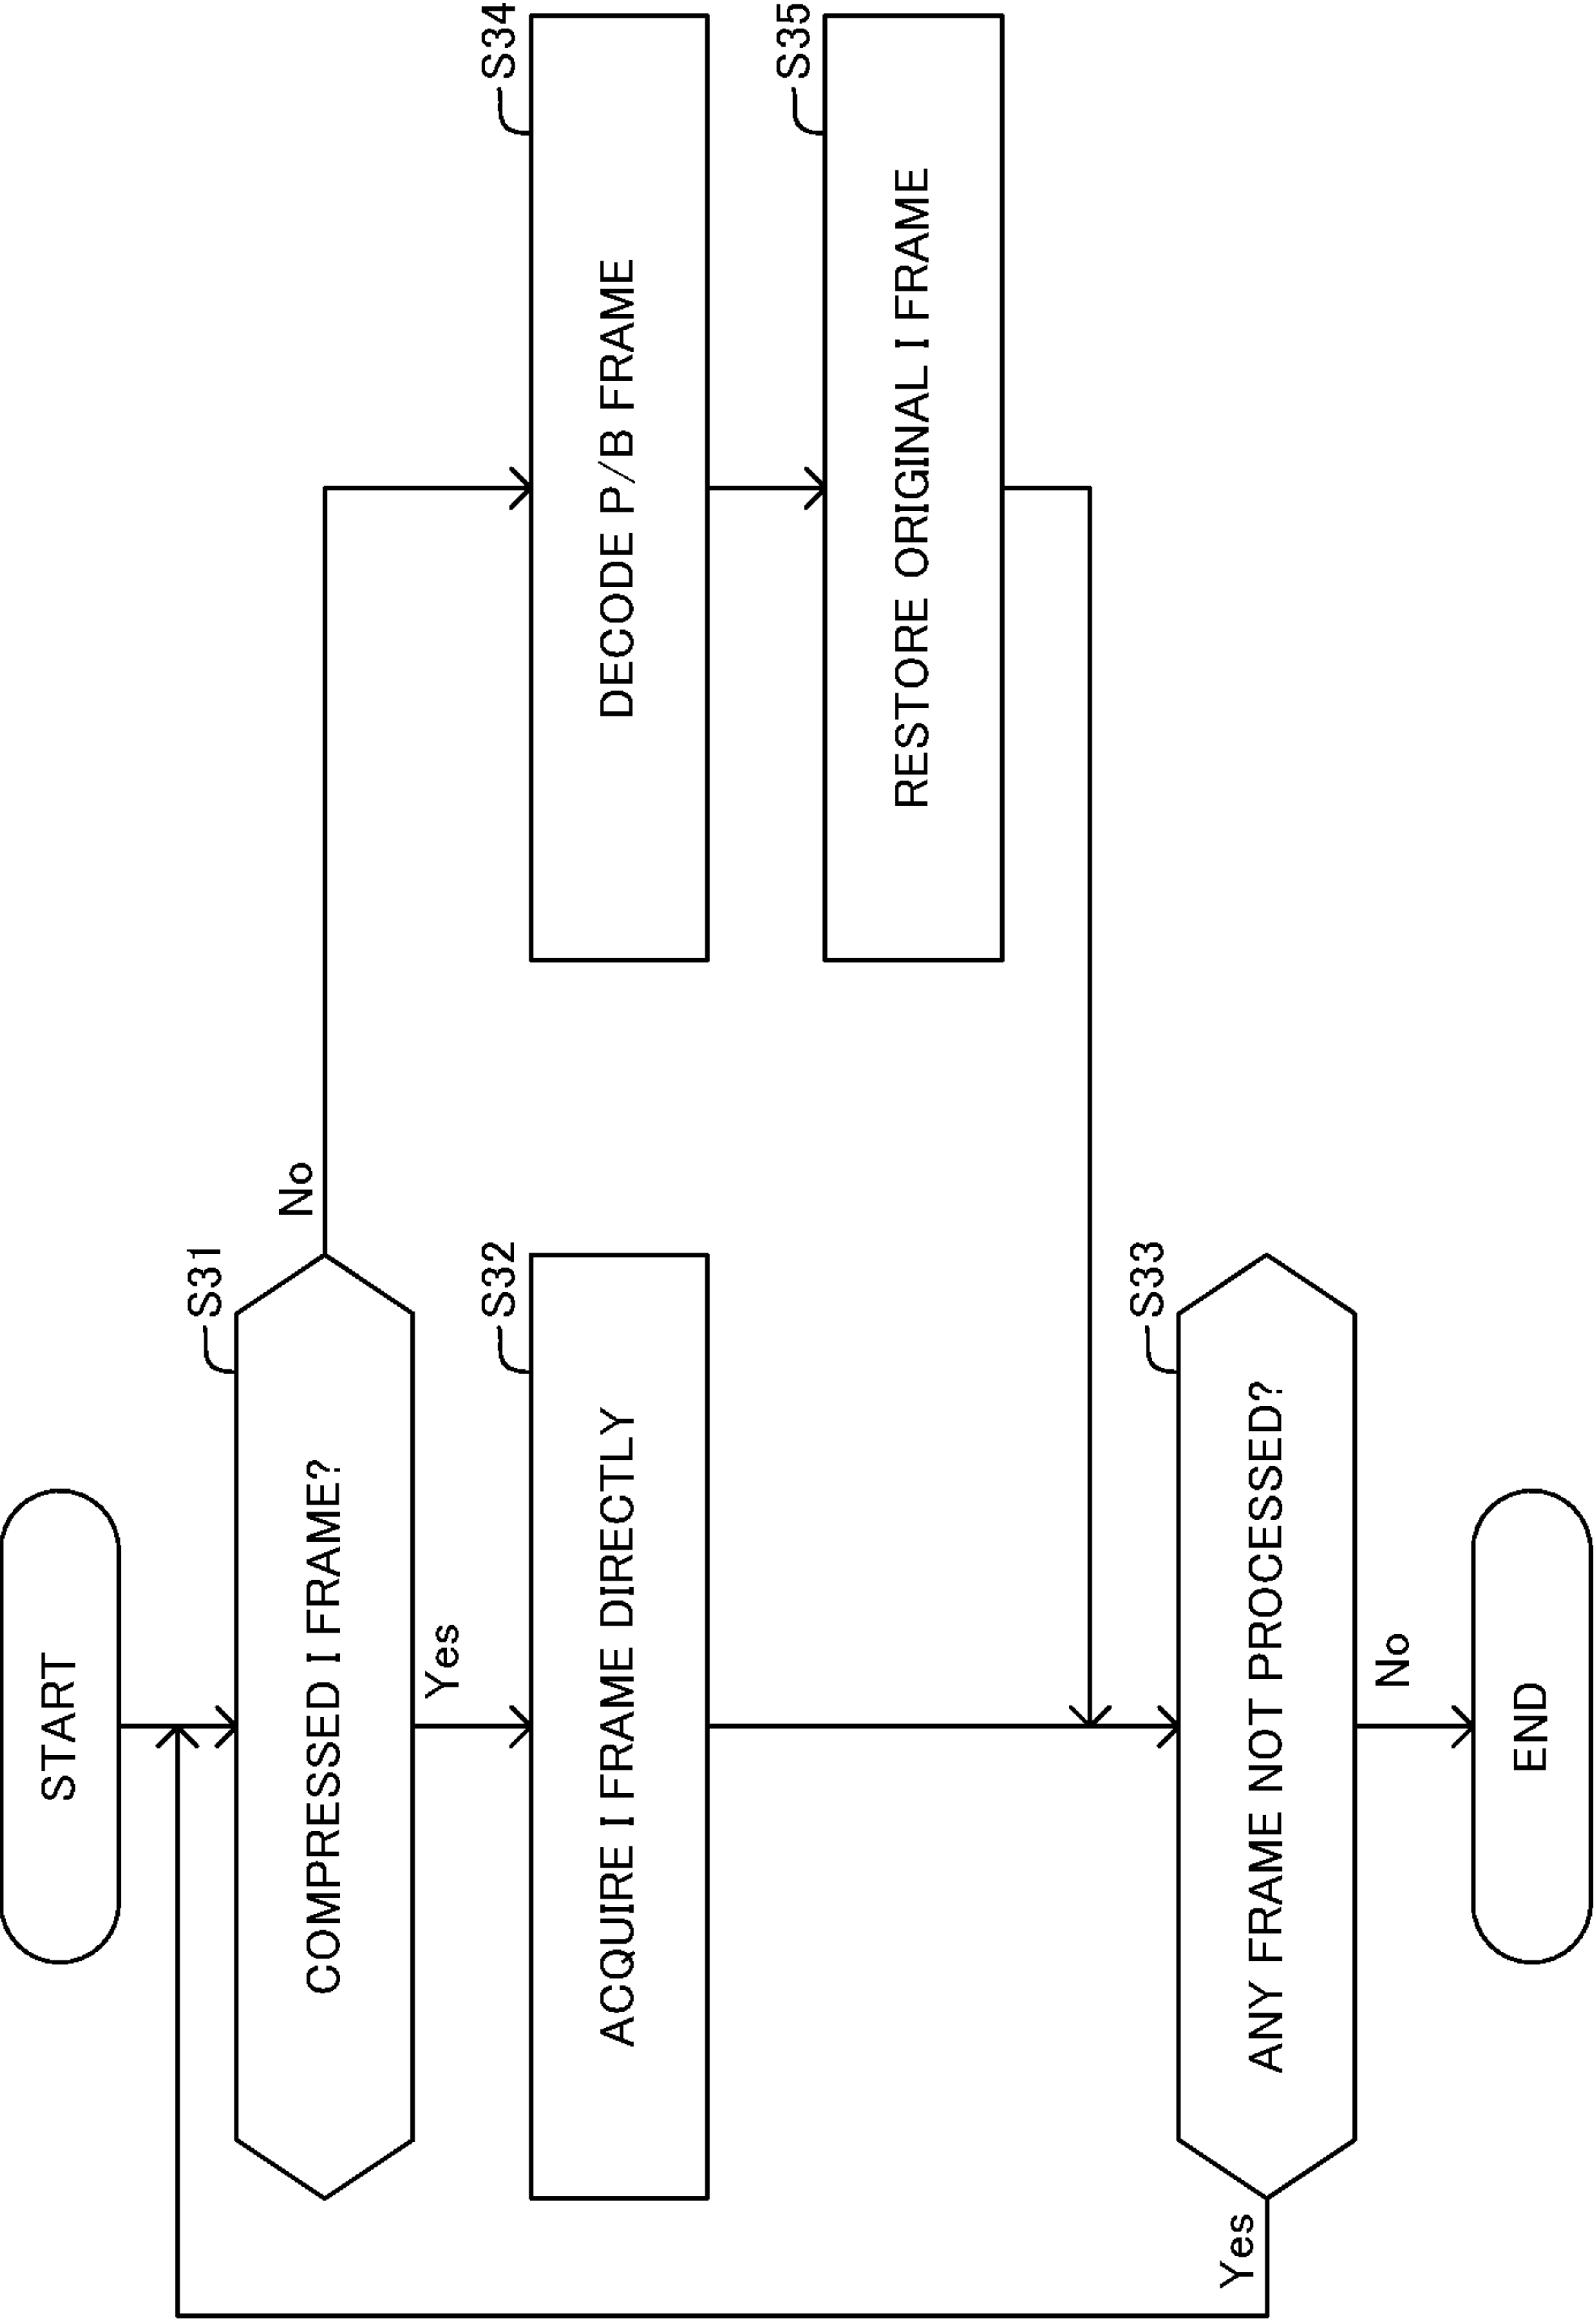 START
S31
COMPRESSED I FRAME?
No
Yes
S32
ACQUIRE I FRAME DIRECTLY
S34
DECODE P/B FRAME
S35
RESTORE ORIGINAL I FRAME
S33
ANY FRAME NOT PROCESSED?
Yes
No
END